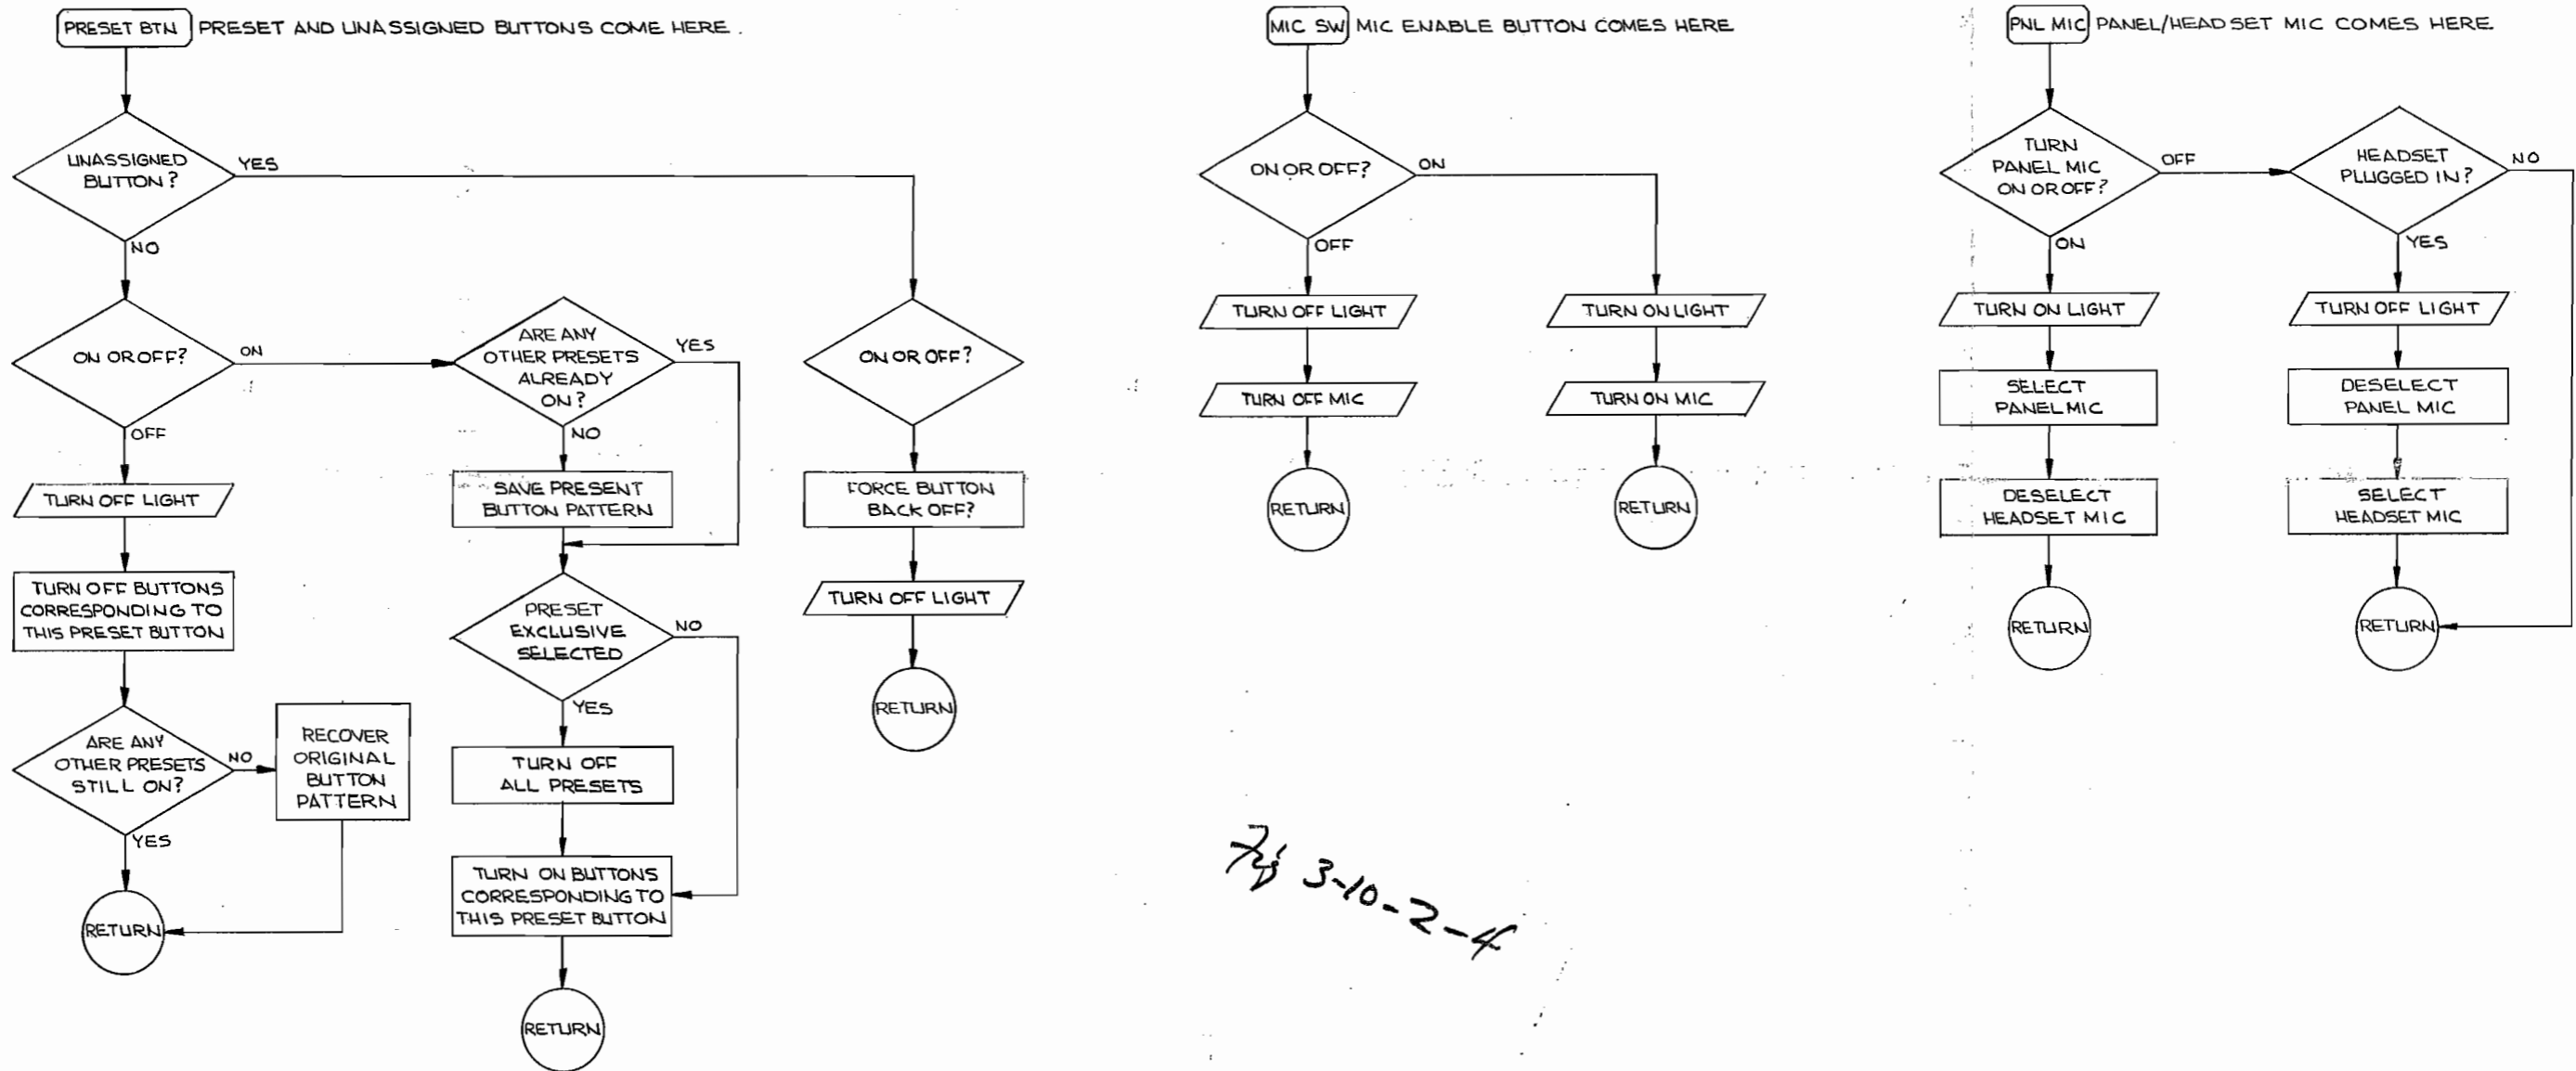 PRESET BTN
PRESET AND UNASSIGNED BUTTONS COME HERE.
UNASSIGNED
BUTTON?
YES
NO
ON OR OFF?
ON
OFF
TURN OFF LIGHT
TURN OFF BUTTONS
CORRESPONDING TO
THIS PRESET BUTTON
ARE ANY
OTHER PRESETS
STILL ON?
NO
YES
RECOVER
ORIGINAL
BUTTON
PATTERN
RETURN
ARE ANY
OTHER PRESETS
ALREADY
ON?
YES
NO
SAVE PRESENT
BUTTON PATTERN
PRESET
EXCLUSIVE
SELECTED
NO
YES
TURN OFF
ALL PRESETS
TURN ON BUTTONS
CORRESPONDING TO
THIS PRESET BUTTON
RETURN
ON OR OFF?
FORCE BUTTON
BACK OFF?
TURN OFF LIGHT
RETURN
MIC SW
MIC ENABLE BUTTON COMES HERE
ON OR OFF?
ON
OFF
TURN OFF LIGHT
TURN OFF MIC
RETURN
TURN ON LIGHT
TURN ON MIC
RETURN
PNL MIC
PANEL/HEADSET MIC COMES HERE
TURN
PANEL MIC
ON OR OFF?
OFF
ON
TURN ON LIGHT
SELECT
PANEL MIC
DESELECT
HEADSET MIC
RETURN
HEADSET
PLUGGED IN?
NO
YES
TURN OFF LIGHT
DESELECT
PANEL MIC
SELECT
HEADSET MIC
RETURN
Fig 3-10-2-4